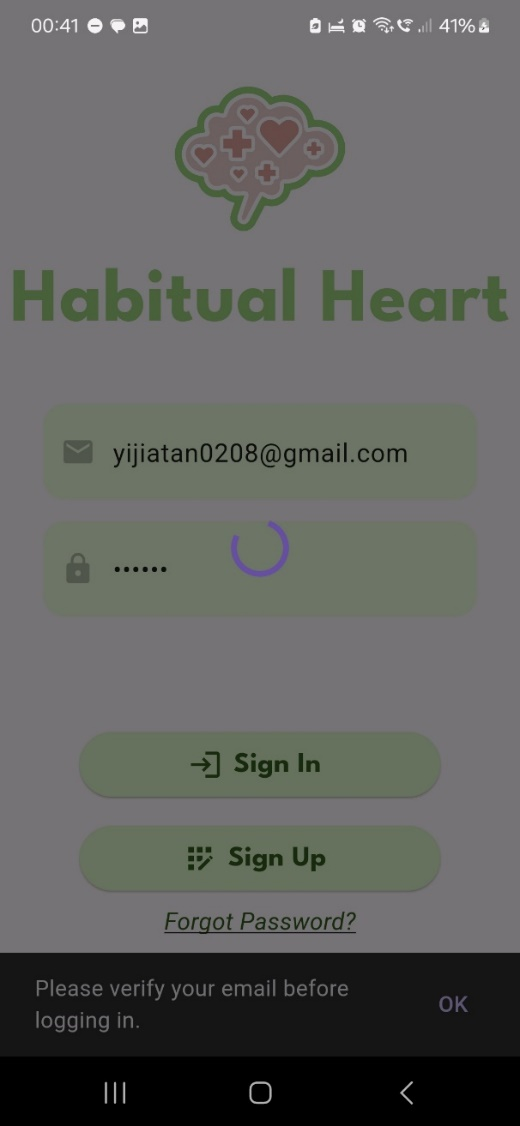 00:41
41%
Habitual Heart
yijiatan0208@gmail.com
••••••
Sign In
Sign Up
Forgot Password?
Please verify your email before
logging in.
OK